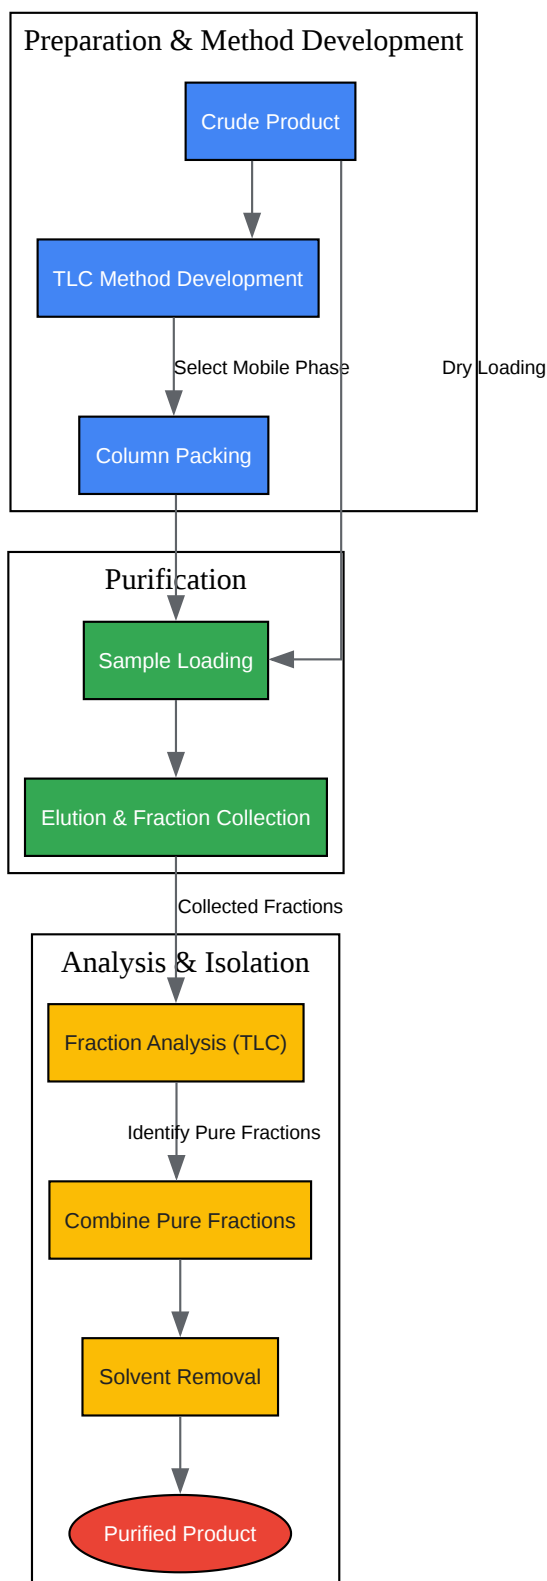 Preparation & Method Development
Crude Product
TLC Method Development
Select Mobile Phase
Dry Loading
Column Packing
Purification
Sample Loading
Elution & Fraction Collection
Collected Fractions
Analysis & Isolation
Fraction Analysis (TLC)
Identify Pure Fractions
Combine Pure Fractions
Solvent Removal
Purified Product